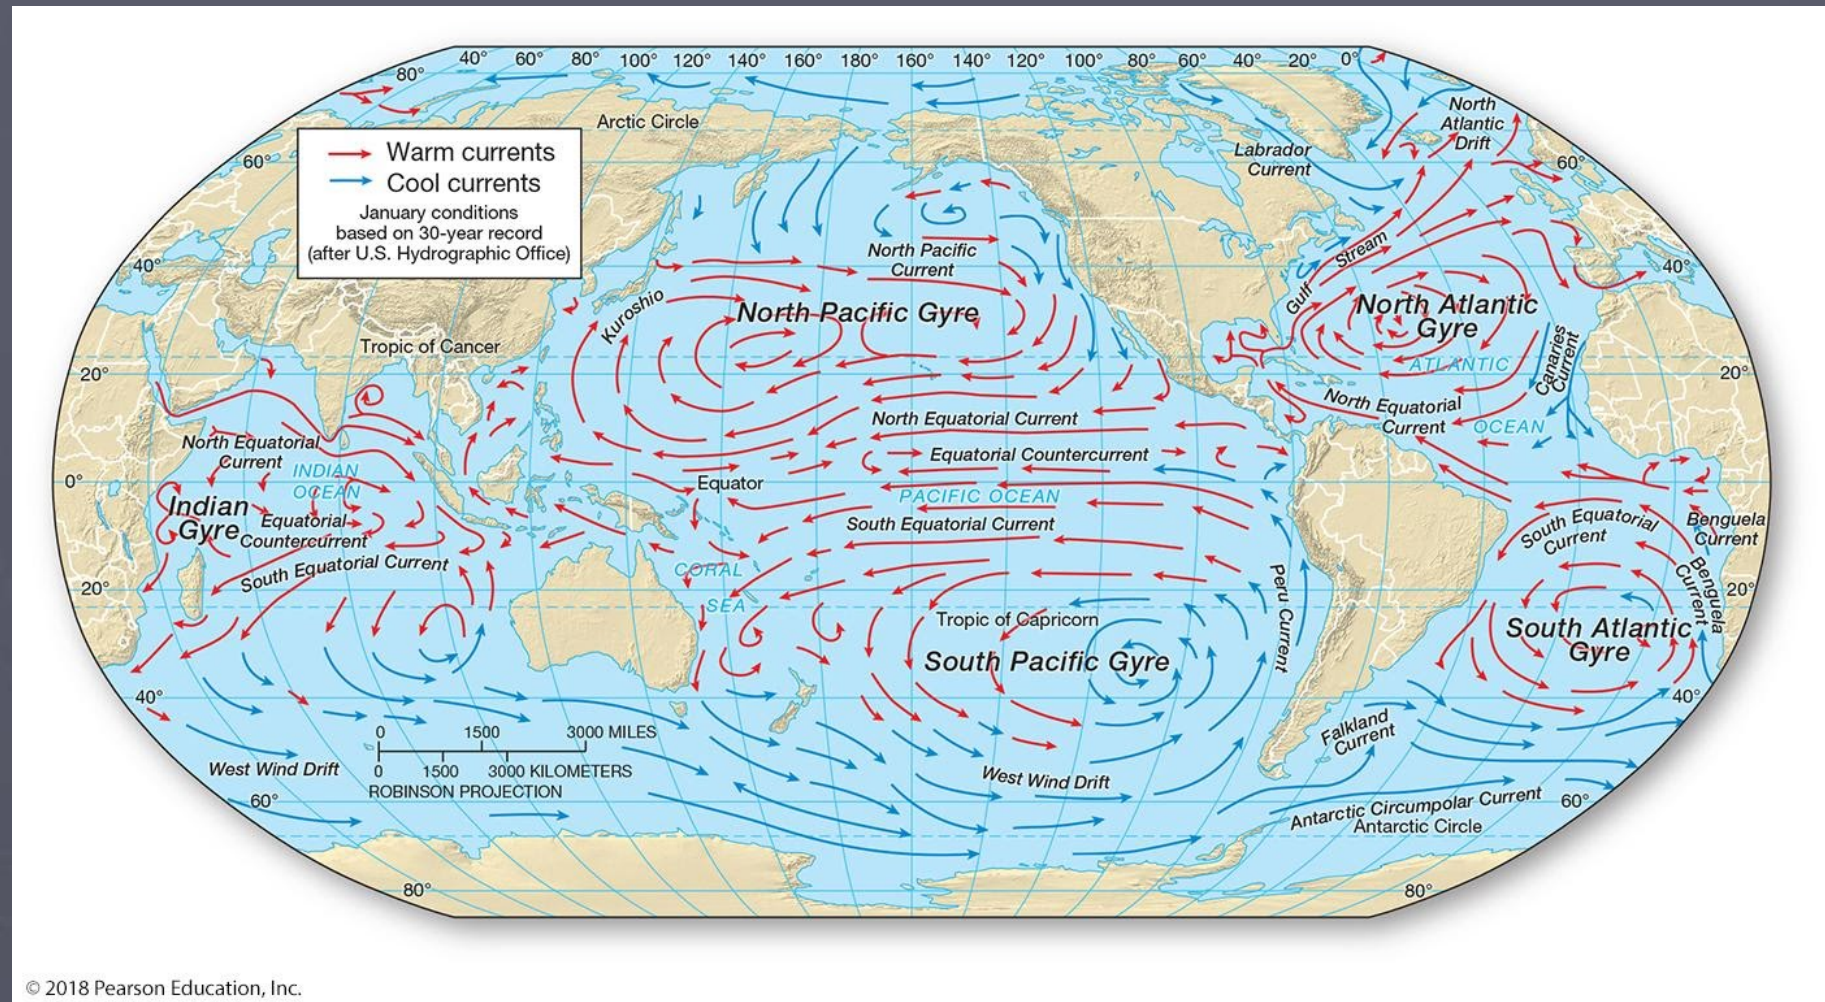 40° 60° 80° 100° 120° 140° 160° 180° 160° 140° 120° 100° 80° 60° 40° 20° 0°
80°
Arctic Circle
North
Atlantic
Drift
Warm currents
Cool currents
January conditions
based on 30-year record
(after U.S. Hydrographic Office)
60°
Labrador
Current
60°
40°
North Pacific
Current
Gulf Stream
40°
Kuroshio
North Pacific Gyre
North Atlantic
Gyre
Tropic of Cancer
ATLANTIC
Canaries
Current
20°
20°
North Equatorial
Current
North Equatorial Current
North Equatorial
Current
OCEAN
INDIAN
OCEAN
Equatorial Countercurrent
0°
Equator
PACIFIC OCEAN
Indian
Gyre
Equatorial
Countercurrent
South Equatorial Current
South Equatorial
Current
Benguela
Current
South Equatorial Current
CORAL
SEA
Peru Current
Benguela
Current
20°
20°
Tropic of Capricorn
South Pacific Gyre
South Atlantic
Gyre
40°
40°
0 1500 3000 MILES
0 1500 3000 KILOMETERS
ROBINSON PROJECTION
Falkland
Current
West Wind Drift
West Wind Drift
60°
Antarctic Circumpolar Current
60°
Antarctic Circle
80°
80°
© 2018 Pearson Education, Inc.